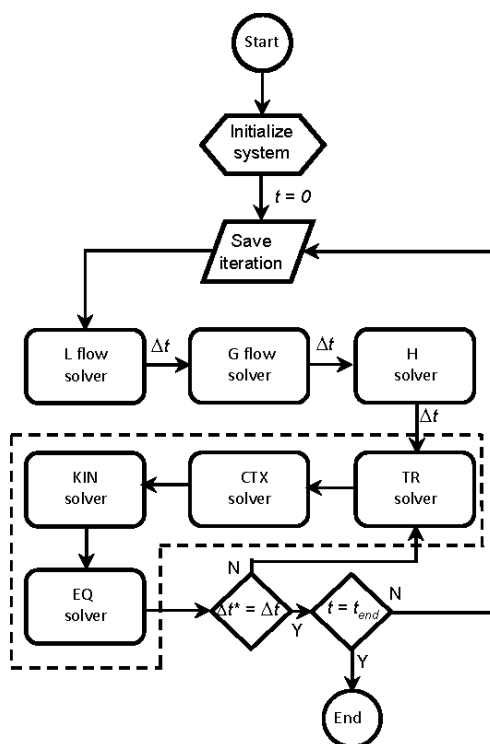 Start
Initialize
system
t = 0
Save
iteration
L flow
solver
Δt
G flow
solver
Δt
H
solver
Δt
KIN
solver
CTX
solver
TR
solver
EQ
solver
N
Δt* = Δt
Y
t = tend
N
Y
End